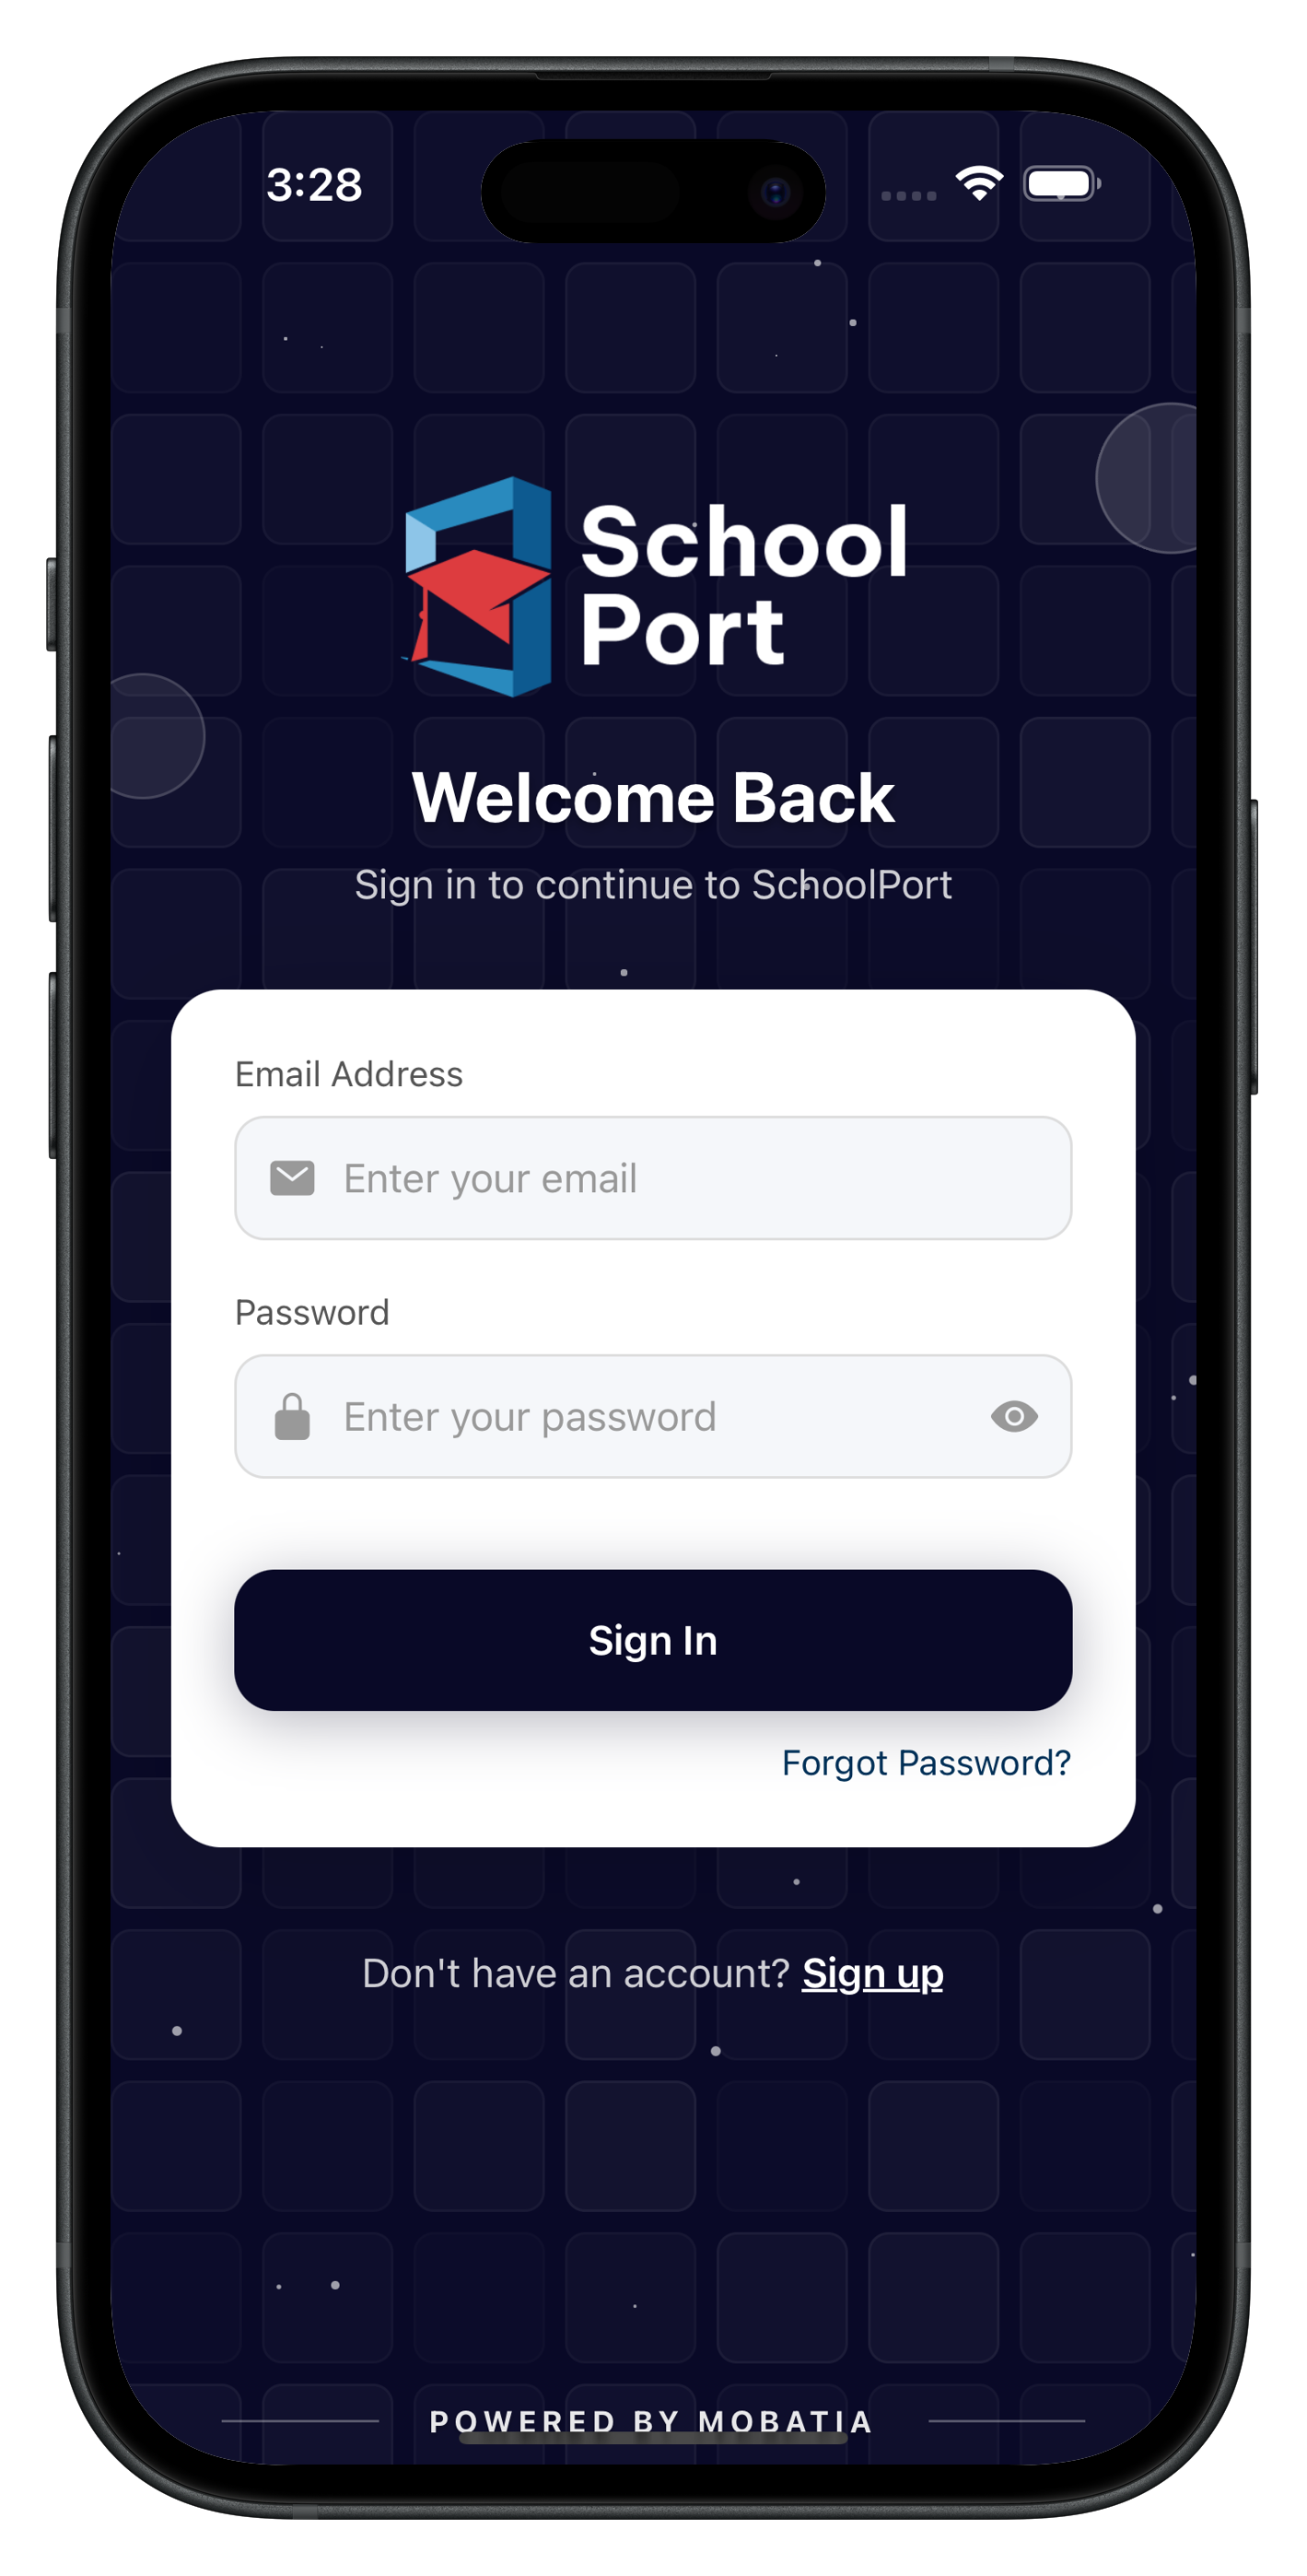 3:28
School
Port
Welcome Back
Sign in to continue to SchoolPort
Email Address
Enter your email
Password
Enter your password
Sign In
Forgot Password?
Don't have an account? Sign up
POWERED BY MOBATIA